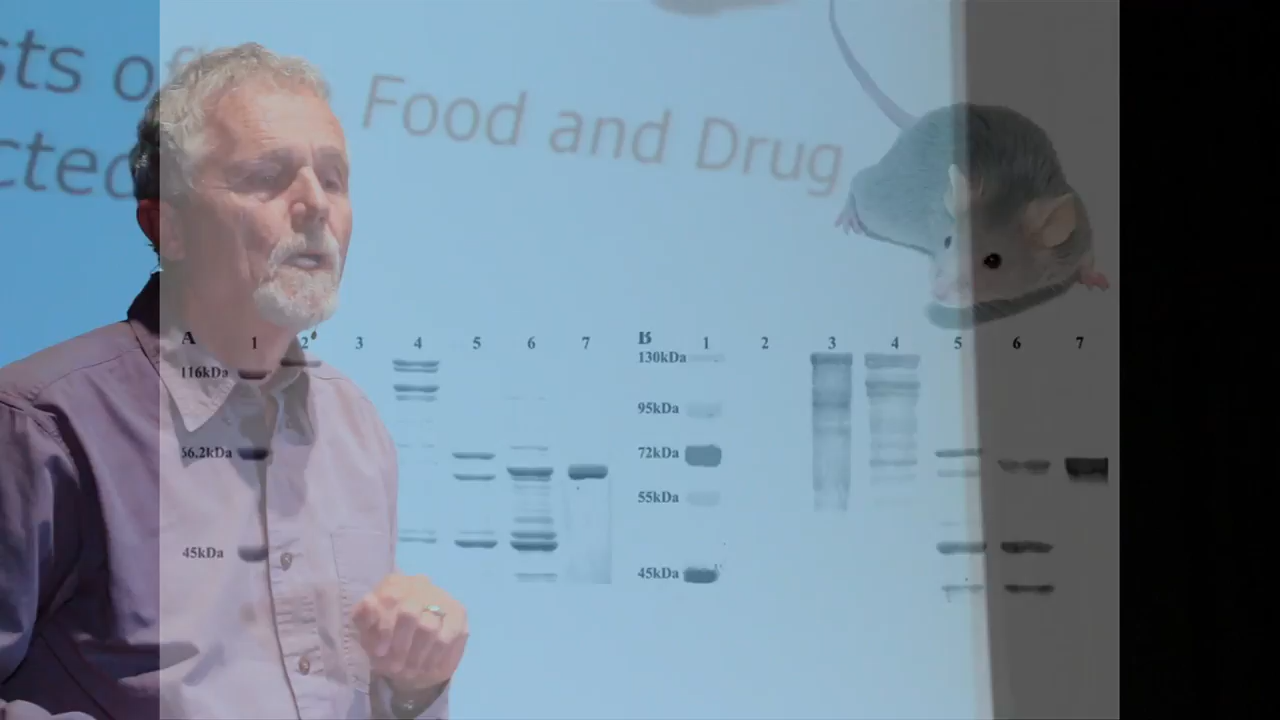 sts of Food and Drug
cted
A 1 2 3 4 5 6 7
B 1 2 3 4 5 6 7
116kDa
66.2kDa
45kDa
130kDa
95kDa
72kDa
55kDa
45kDa